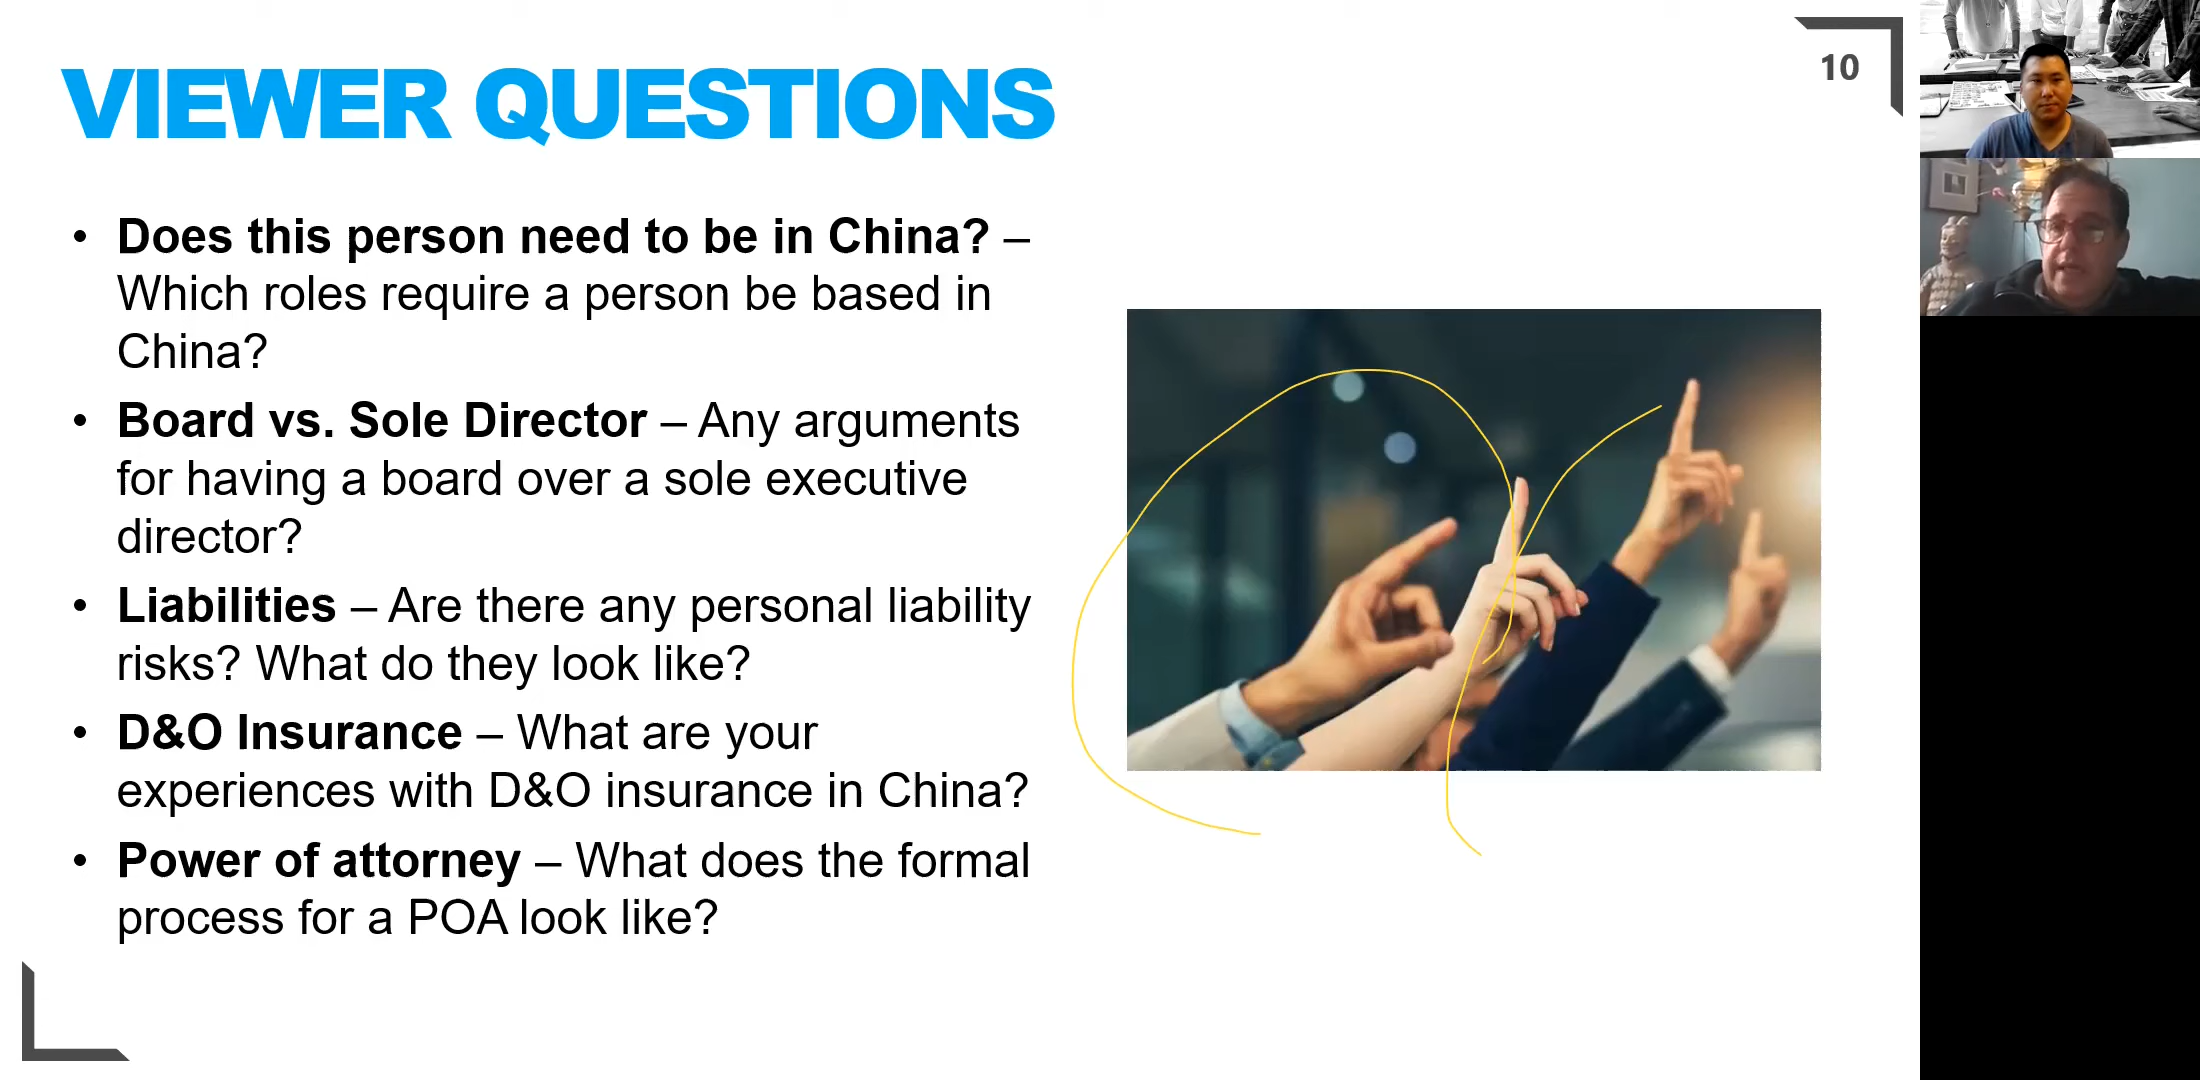 VIEWER QUESTIONS
10
• Does this person need to be in China? –
Which roles require a person be based in
China?
• Board vs. Sole Director – Any arguments
for having a board over a sole executive
director?
• Liabilities – Are there any personal liability
risks? What do they look like?
• D&O Insurance – What are your
experiences with D&O insurance in China?
• Power of attorney – What does the formal
process for a POA look like?